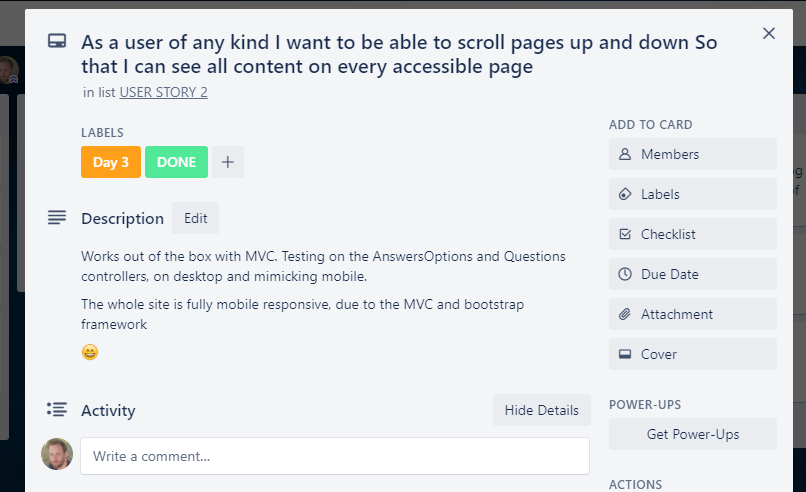 As a user of any kind I want to be able to scroll pages up and down So
that I can see all content on every accessible page
in list USER STORY 2
LABELS
Day 3
DONE
+
Description
Edit
Works out of the box with MVC. Testing on the AnswersOptions and Questions
controllers, on desktop and mimicking mobile.
The whole site is fully mobile responsive, due to the MVC and bootstrap
framework
😄
Activity
Hide Details
Write a comment...
ADD TO CARD
Members
Labels
Checklist
Due Date
Attachment
Cover
POWER-UPS
Get Power-Ups
ACTIONS